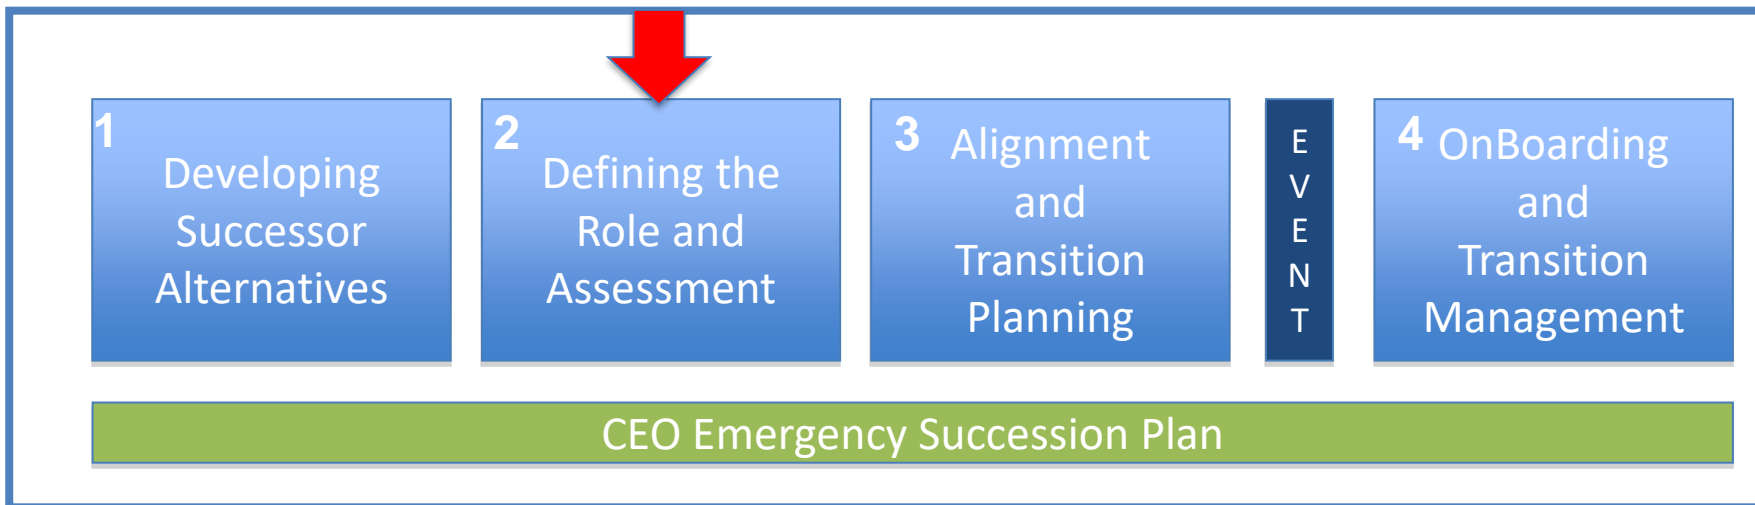 1
Developing
Successor
Alternatives
2
Defining the
Role and
Assessment
3
Alignment
and
Transition
Planning
E
V
E
N
T
4
OnBoarding
and
Transition
Management
CEO Emergency Succession Plan